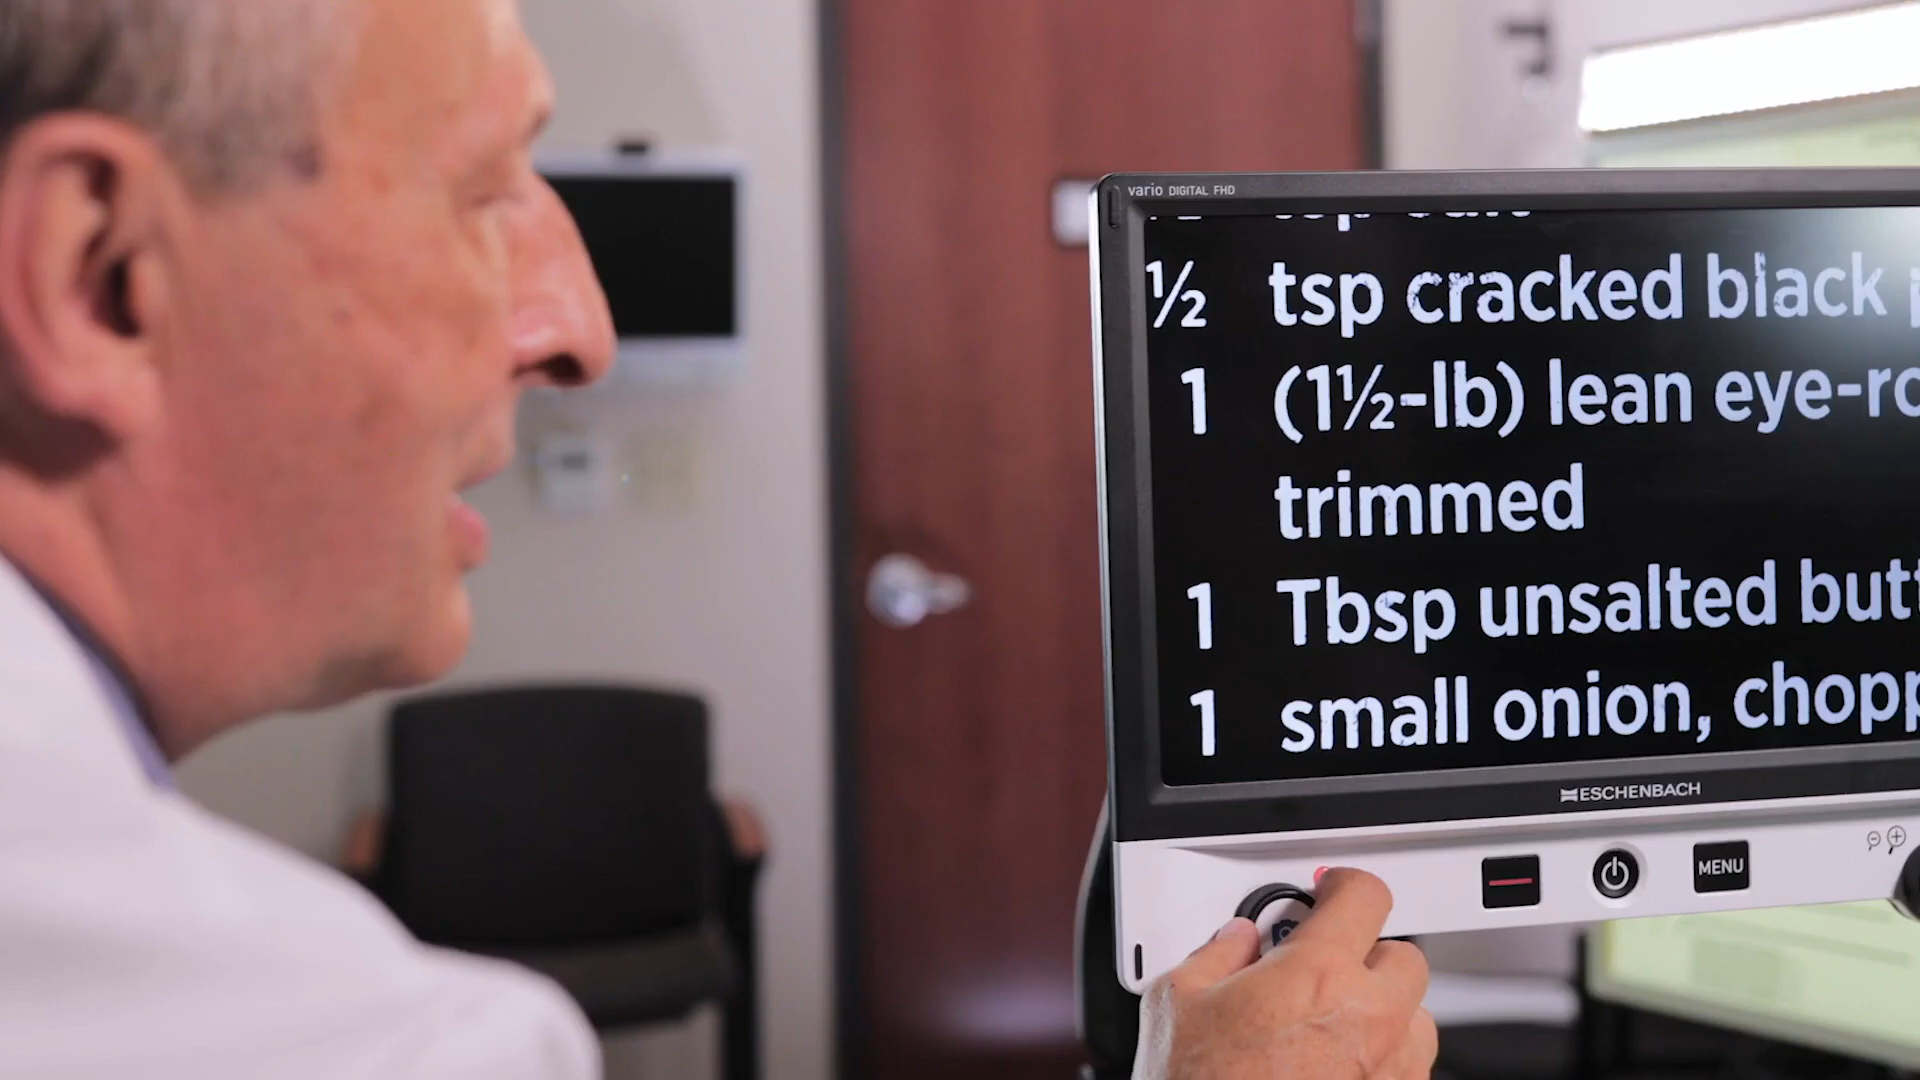 vario DIGITAL FHD
½ tsp cracked black
1 (1½-lb) lean eye-ro
trimmed
1 Tbsp unsalted butt
1 small onion, chopp
ESCHENBACH
MENU